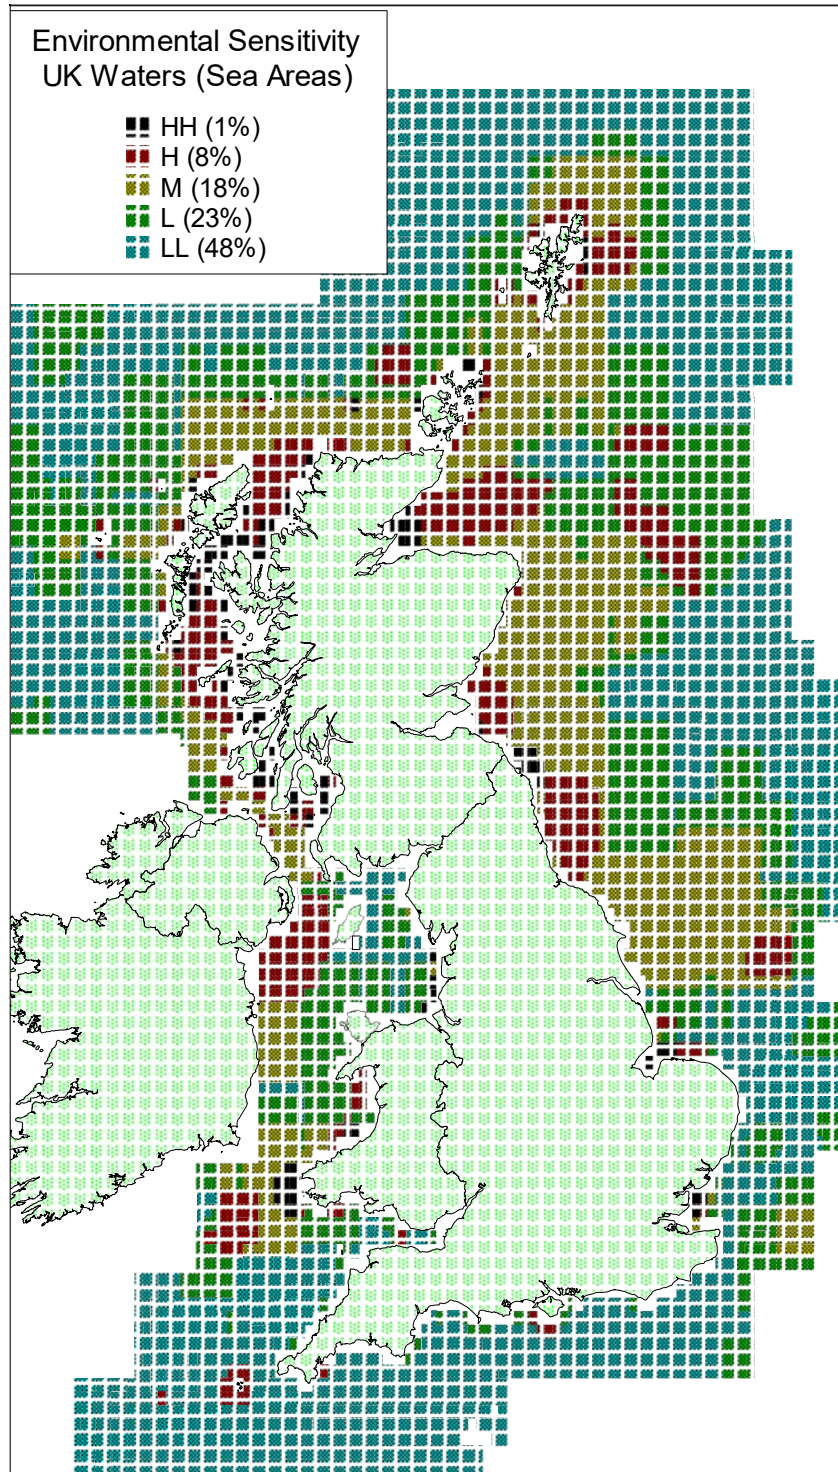 Environmental Sensitivity
UK Waters (Sea Areas)
HH (1%)
H (8%)
M (18%)
L (23%)
LL (48%)